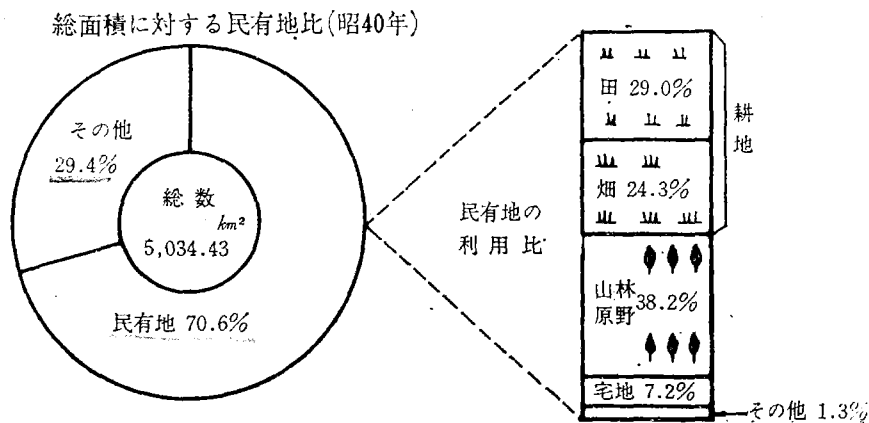 総面積に対する民有地比(昭40年)
その他
29.4%
総数
km²
5,034.43
民有地 70.6%
民有地の
利用比
田 29.0%
畑 24.3%
耕地
山林
原野
38.2%
宅地 7.2%
その他 1.3%